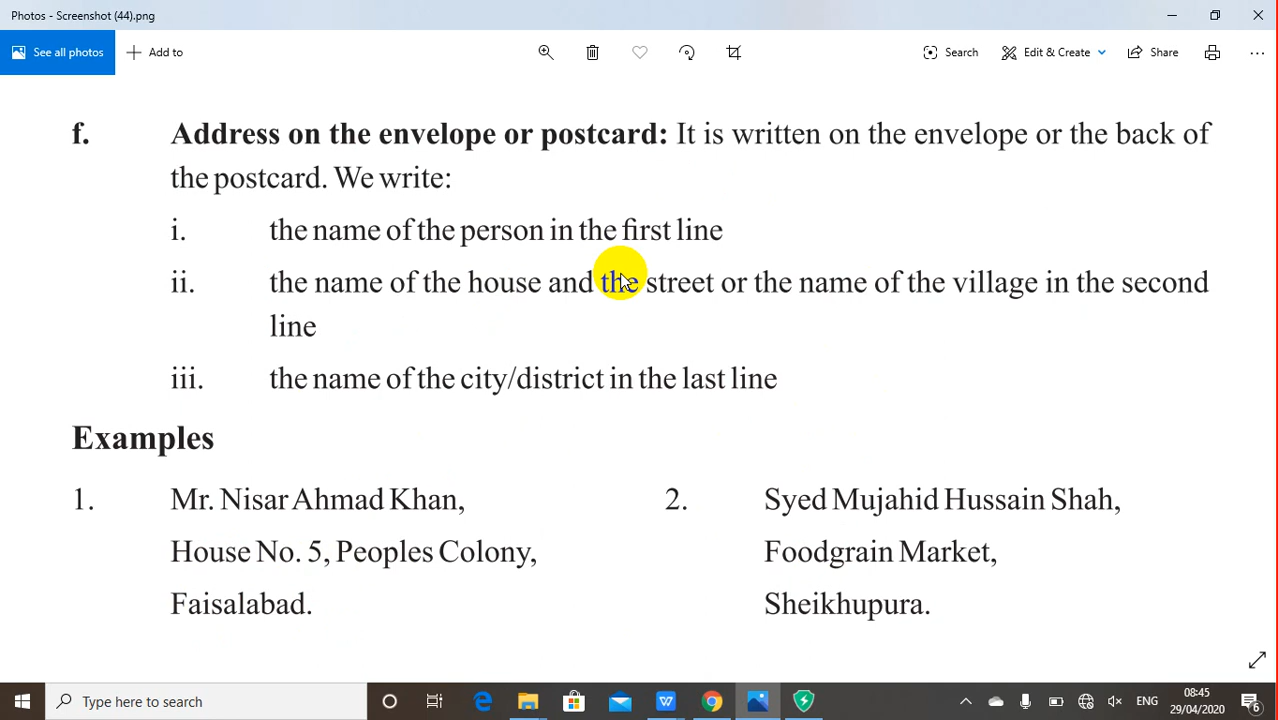 Photos - Screenshot (44).png
See all photos
Add to
Search
Edit & Create
Share
f. Address on the envelope or postcard: It is written on the envelope or the back of
the postcard. We write:
i. the name of the person in the first line
ii. the name of the house and the street or the name of the village in the second
line
iii. the name of the city/district in the last line
Examples
1. Mr. Nisar Ahmad Khan,
House No. 5, Peoples Colony,
Faisalabad.
2. Syed Mujahid Hussain Shah,
Foodgrain Market,
Sheikhupura.
Type here to search
ENG
08:45
29/04/2020
6